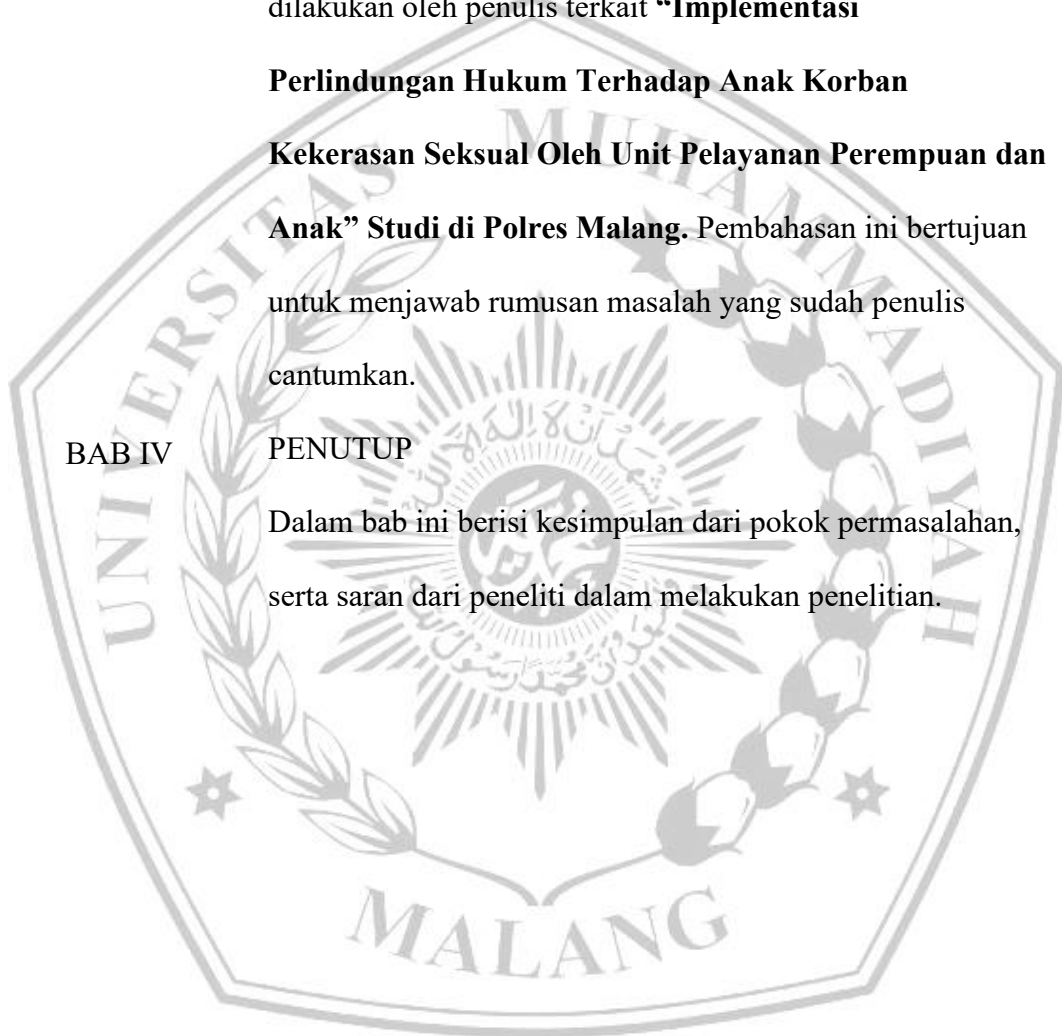 dilakukan oleh penulis terkait “Implementasi
Perlindungan Hukum Terhadap Anak Korban
Kekerasan Seksual Oleh Unit Pelayanan Perempuan dan
Anak” Studi di Polres Malang. Pembahasan ini bertujuan
untuk menjawab rumusan masalah yang sudah penulis
cantumkan.
BAB IV PENUTUP
Dalam bab ini berisi kesimpulan dari pokok permasalahan,
serta saran dari peneliti dalam melakukan penelitian.
UNIVERSITAS MUHAMMADIYAH
MALANG